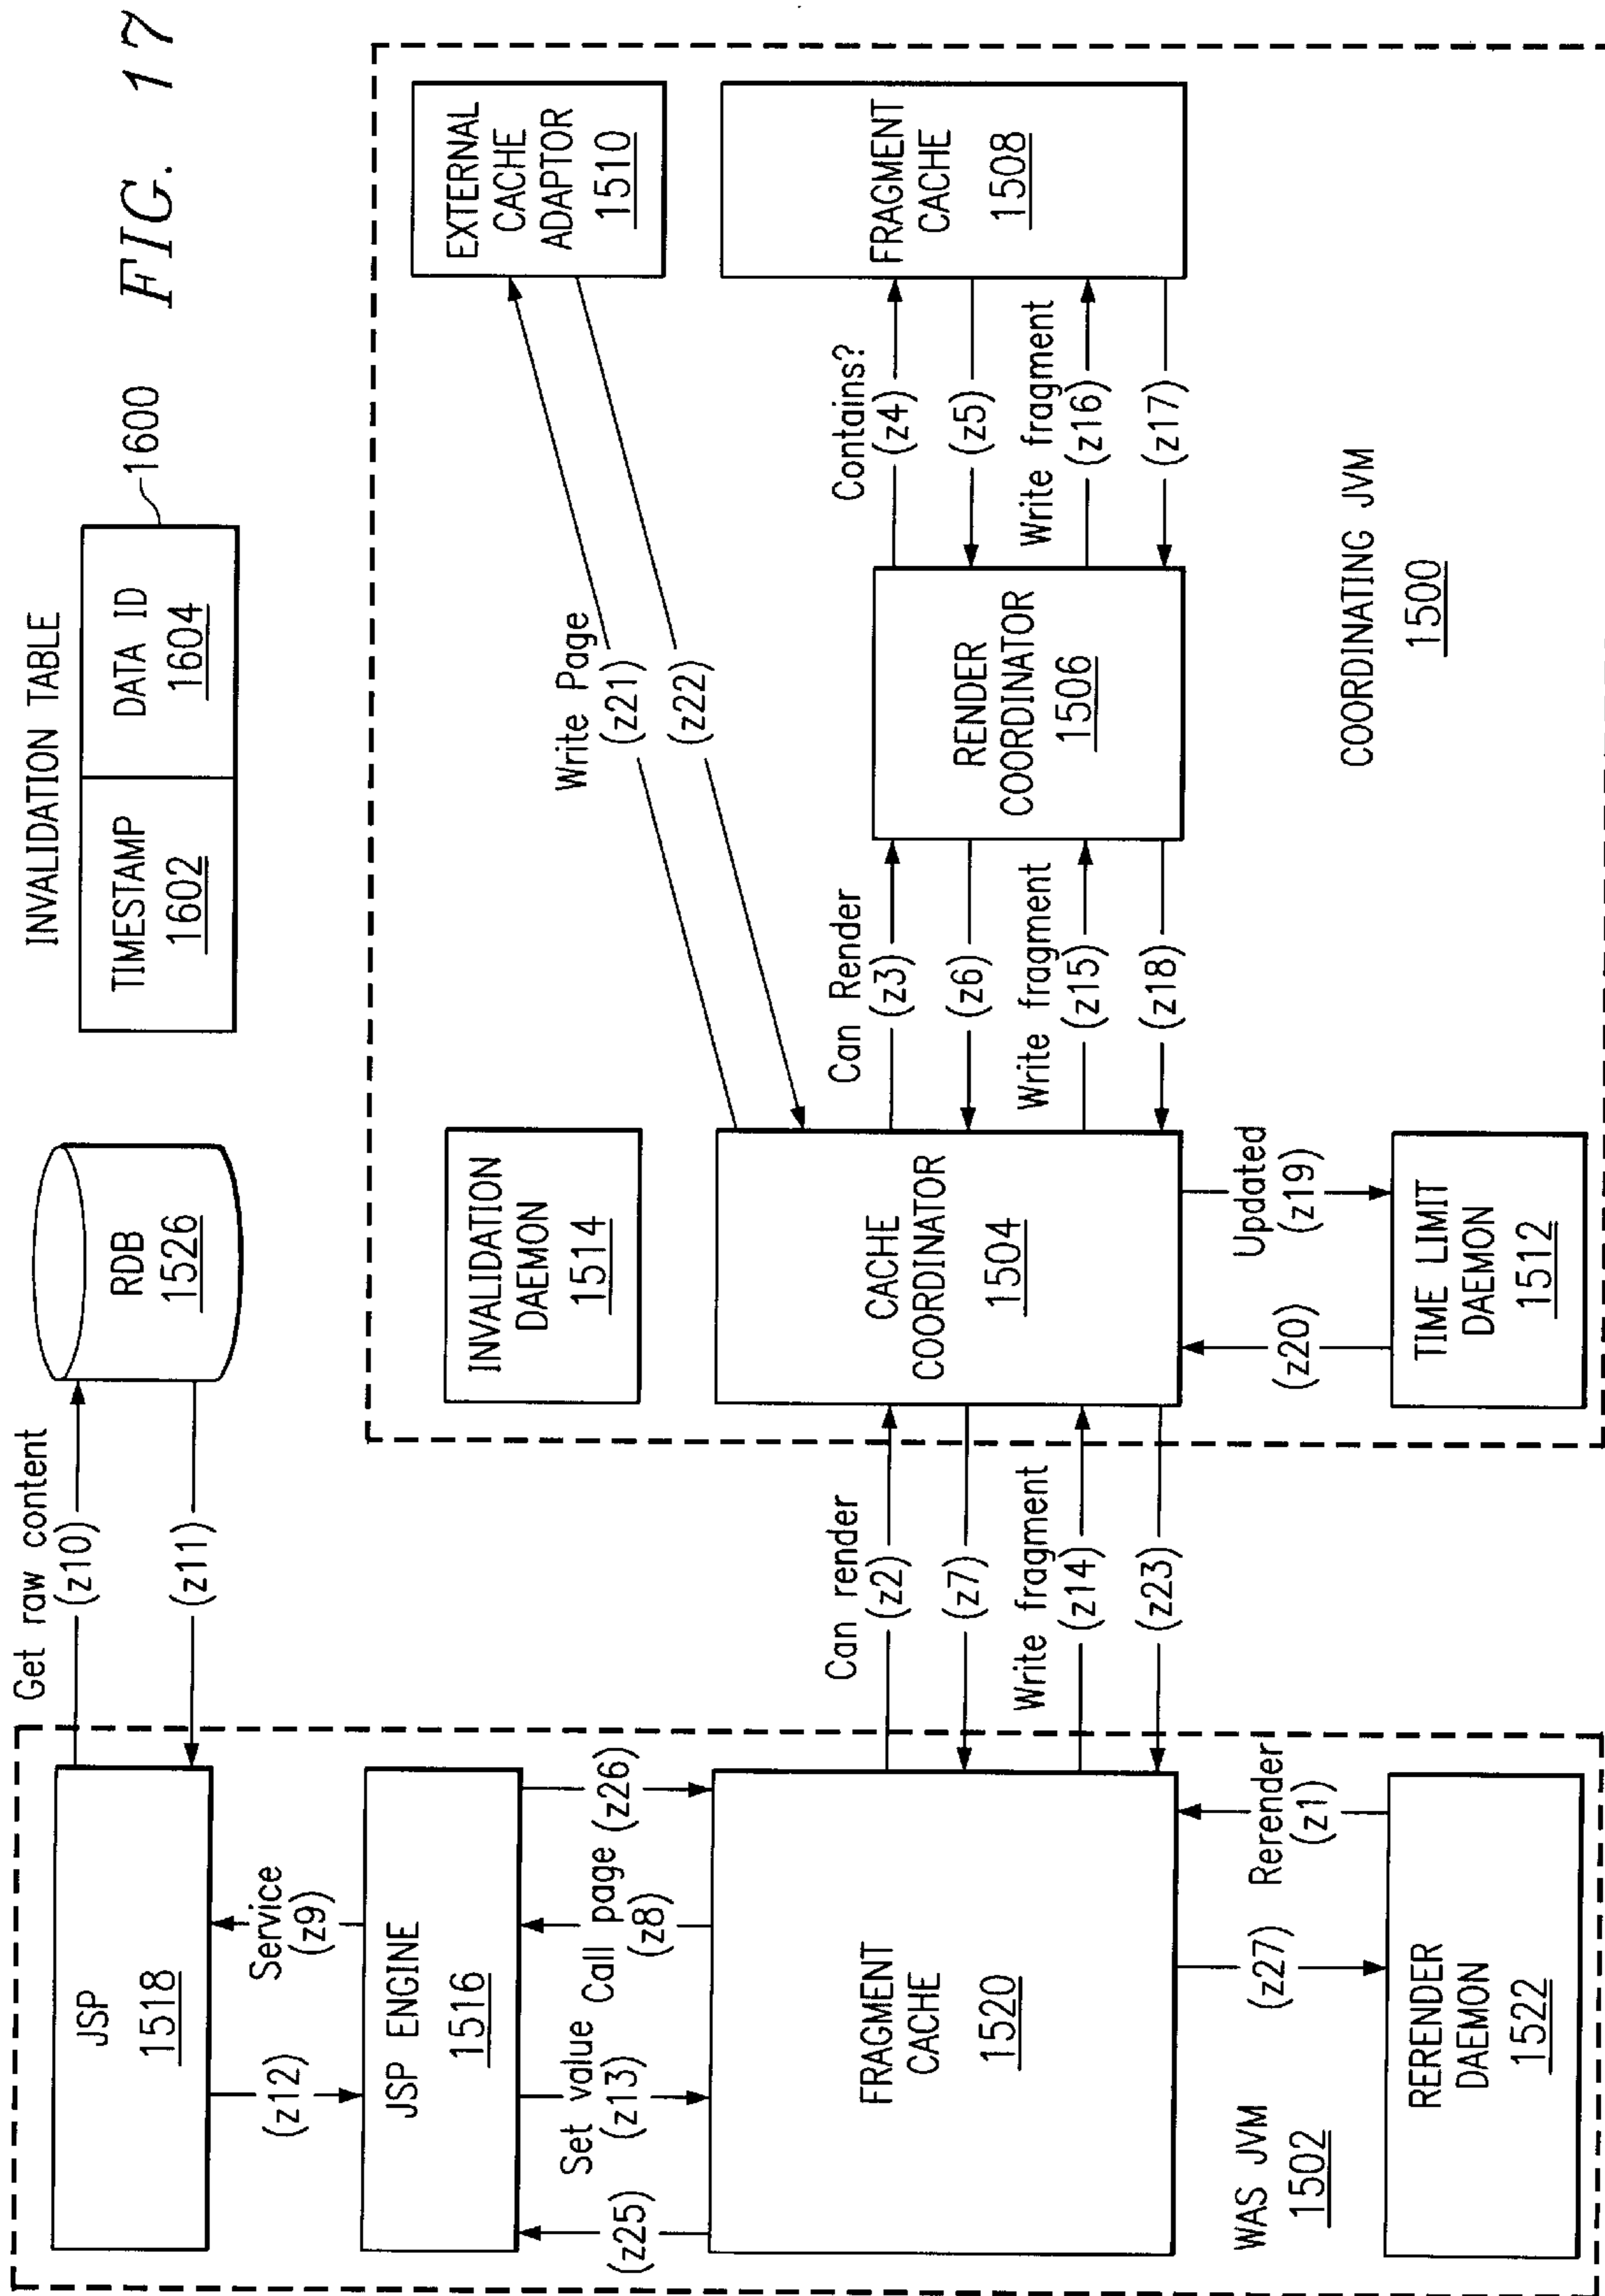 FIG. 17
INVALIDATION TABLE
TIMESTAMP
1602
DATA ID
1604
1600
Get raw content
(z10)
(z11)
RDB
1526
JSP
1518
Service
(z9)
(z12)
JSP ENGINE
1516
(z25)
Set value
(z13)
Call page
(z8)
(z26)
FRAGMENT
CACHE
1520
WAS JVM
1502
(z27)
Rerender
(z1)
RERENDER
DAEMON
1522
Can render
(z2)
(z7)
Write fragment
(z14)
(z23)
INVALIDATION
DAEMON
1514
CACHE
COORDINATOR
1504
(z20)
Updated
(z19)
TIME LIMIT
DAEMON
1512
Write Page
(z21)
(z22)
Can Render
(z3)
(z6)
Write fragment
(z15)
(z18)
RENDER
COORDINATOR
1506
Contains?
(z4)
(z5)
Write fragment
(z16)
(z17)
EXTERNAL
CACHE
ADAPTOR
1510
FRAGMENT
CACHE
1508
COORDINATING JVM
1500